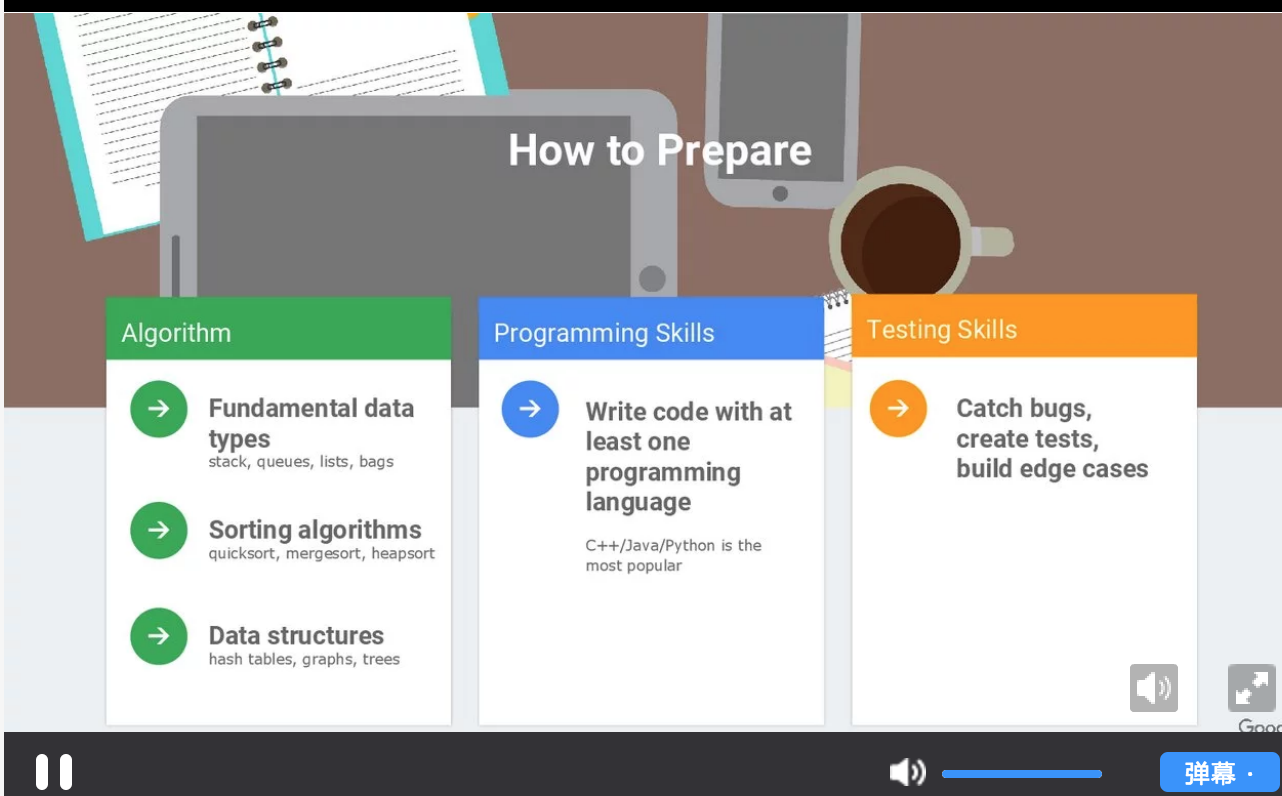 How to Prepare
Algorithm
Fundamental data
types
stack, queues, lists, bags
Sorting algorithms
quicksort, mergesort, heapsort
Data structures
hash tables, graphs, trees
Programming Skills
Write code with at
least one
programming
language
C++/Java/Python is the
most popular
Testing Skills
Catch bugs,
create tests,
build edge cases
弹幕 ·